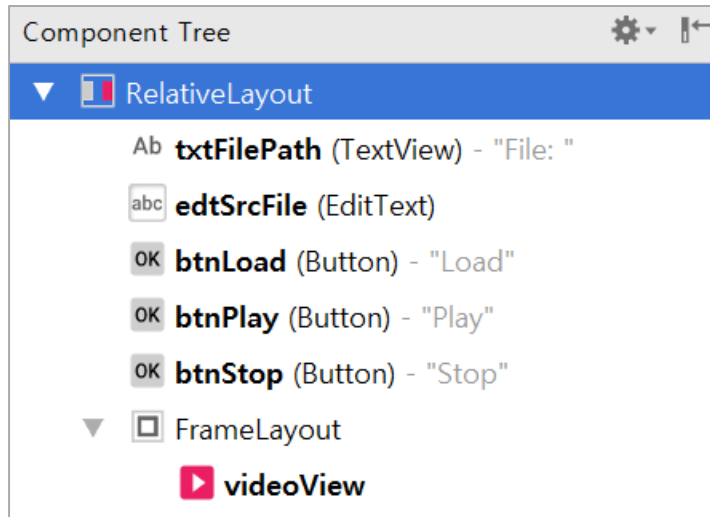 Component Tree
RelativeLayout
Ab txtFilePath (TextView) - "File: "
abc edtSrcFile (EditText)
OK btnLoad (Button) - "Load"
OK btnPlay (Button) - "Play"
OK btnStop (Button) - "Stop"
FrameLayout
videoView